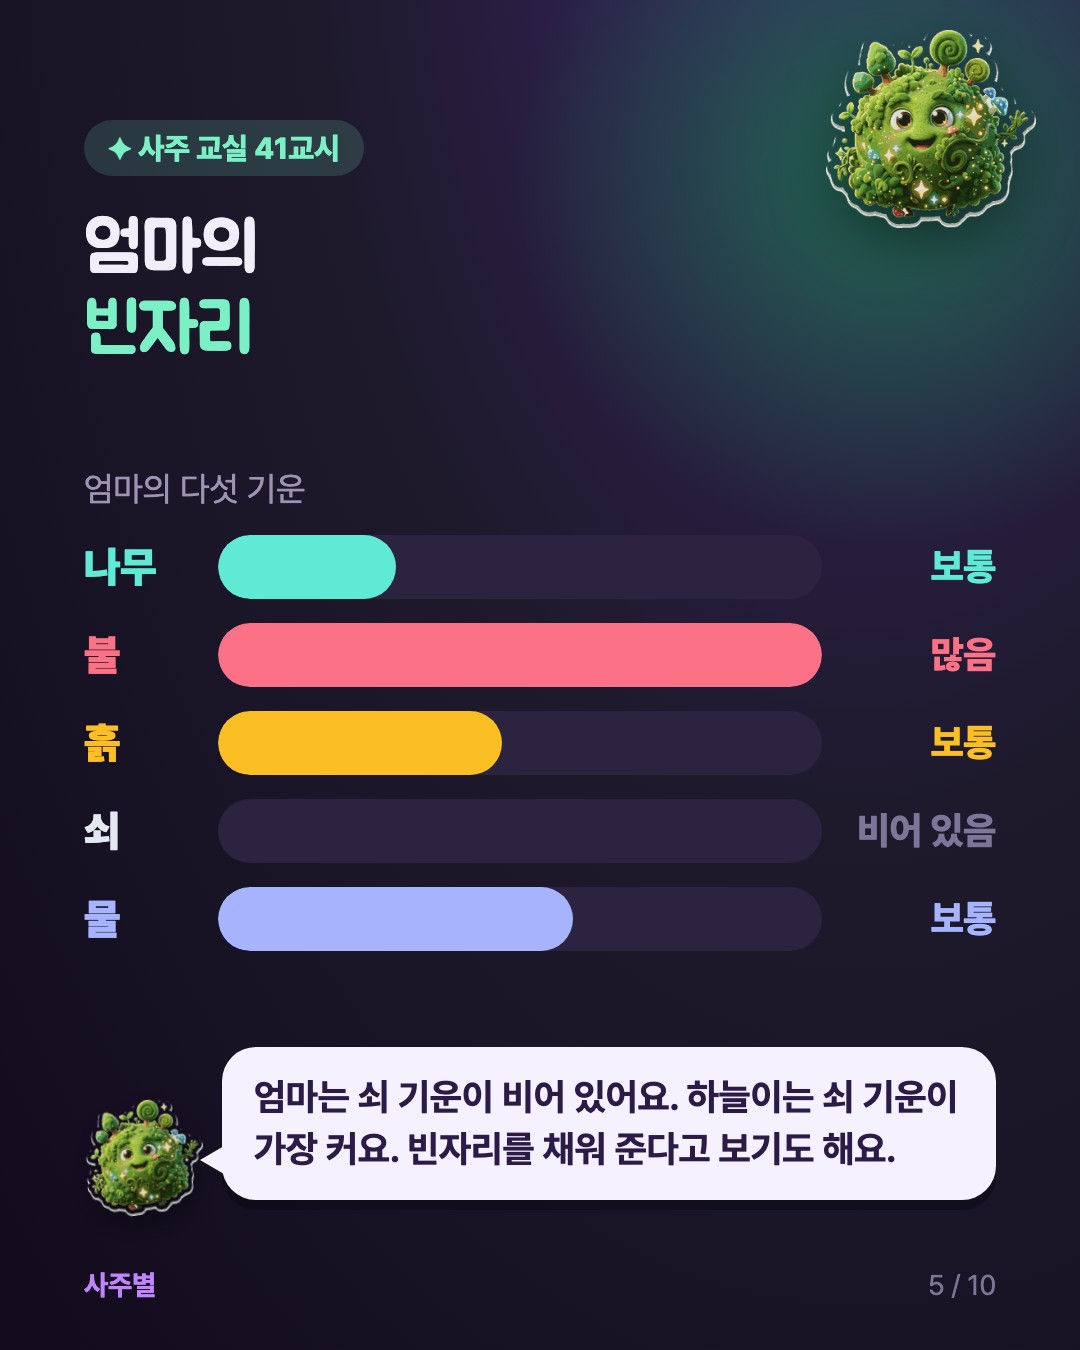 ✦ 사주 교실 41교시
엄마의
빈자리
엄마의 다섯 기운
나무 보통
불 많음
흙 보통
쇠 비어 있음
물 보통
엄마는 쇠 기운이 비어 있어요. 하늘이는 쇠 기운이
가장 커요. 빈자리를 채워 준다고 보기도 해요.
사주별 5 / 10